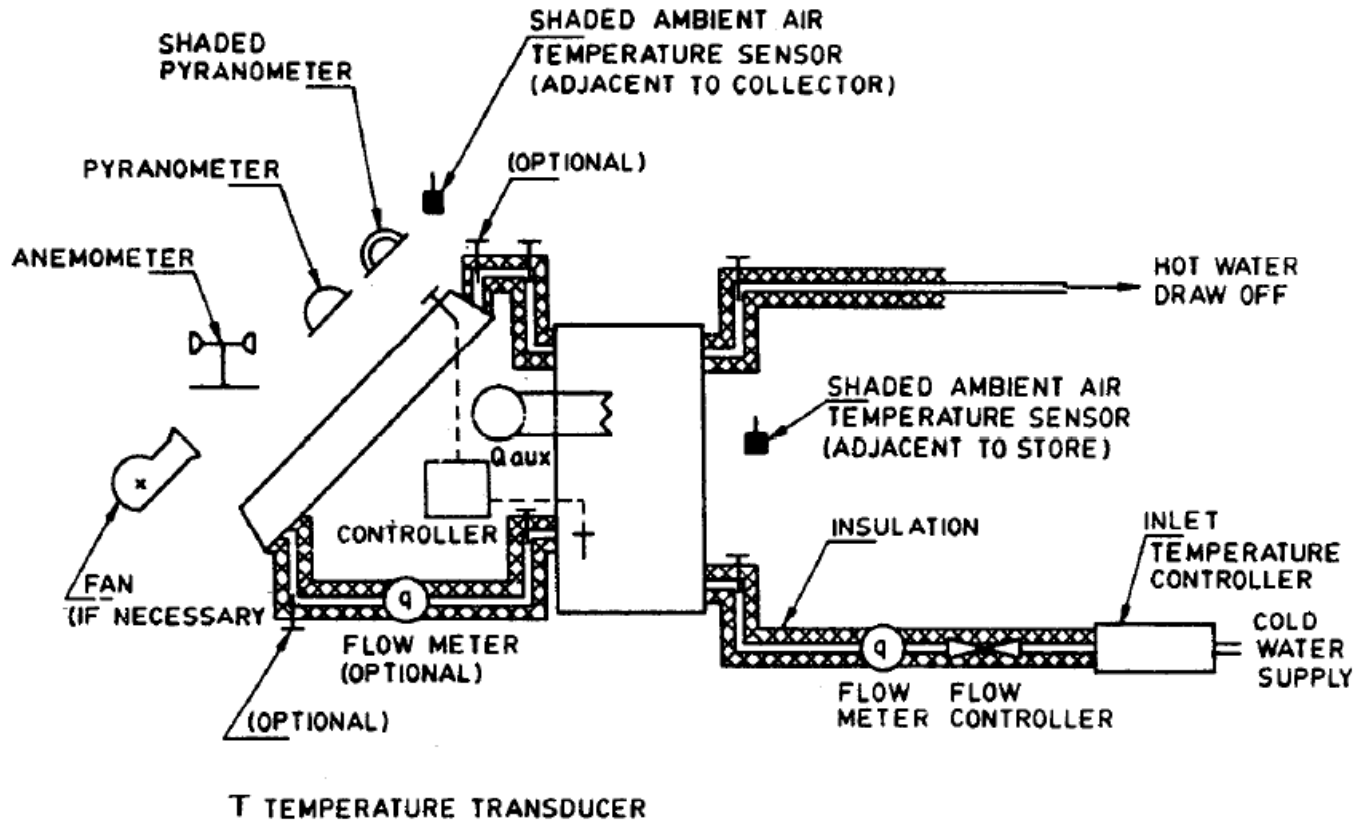 SHADED AMBIENT AIR
TEMPERATURE SENSOR
(ADJACENT TO COLLECTOR)
SHADED
PYRANOMETER
(OPTIONAL)
PYRANOMETER
ANEMOMETER
HOT WATER
DRAW OFF
SHADED AMBIENT AIR
TEMPERATURE SENSOR
(ADJACENT TO STORE)
Q aux
CONTROLLER
INSULATION
INLET
TEMPERATURE
CONTROLLER
FAN
(IF NECESSARY
q
FLOW METER
(OPTIONAL)
q
FLOW
METER
FLOW
CONTROLLER
COLD
WATER
SUPPLY
(OPTIONAL)
T TEMPERATURE TRANSDUCER